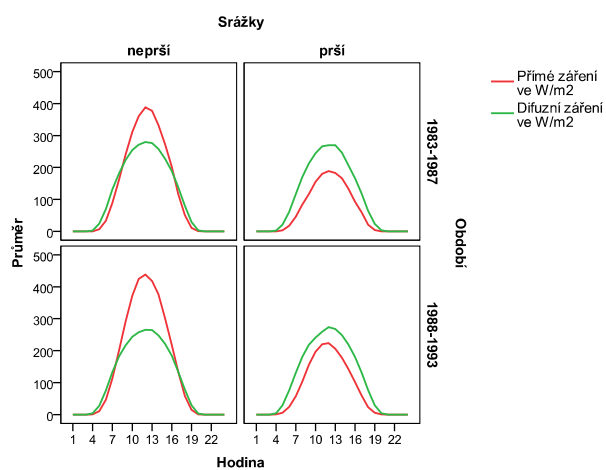 Srážky
neprší
prší
Přímé záření
ve W/m2
Difuzní záření
ve W/m2
500
400
300
200
100
0
1983-1987
Průměr
Období
500
400
300
200
100
0
1988-1993
1 4 7 10 13 16 19 22
1 4 7 10 13 16 19 22
Hodina